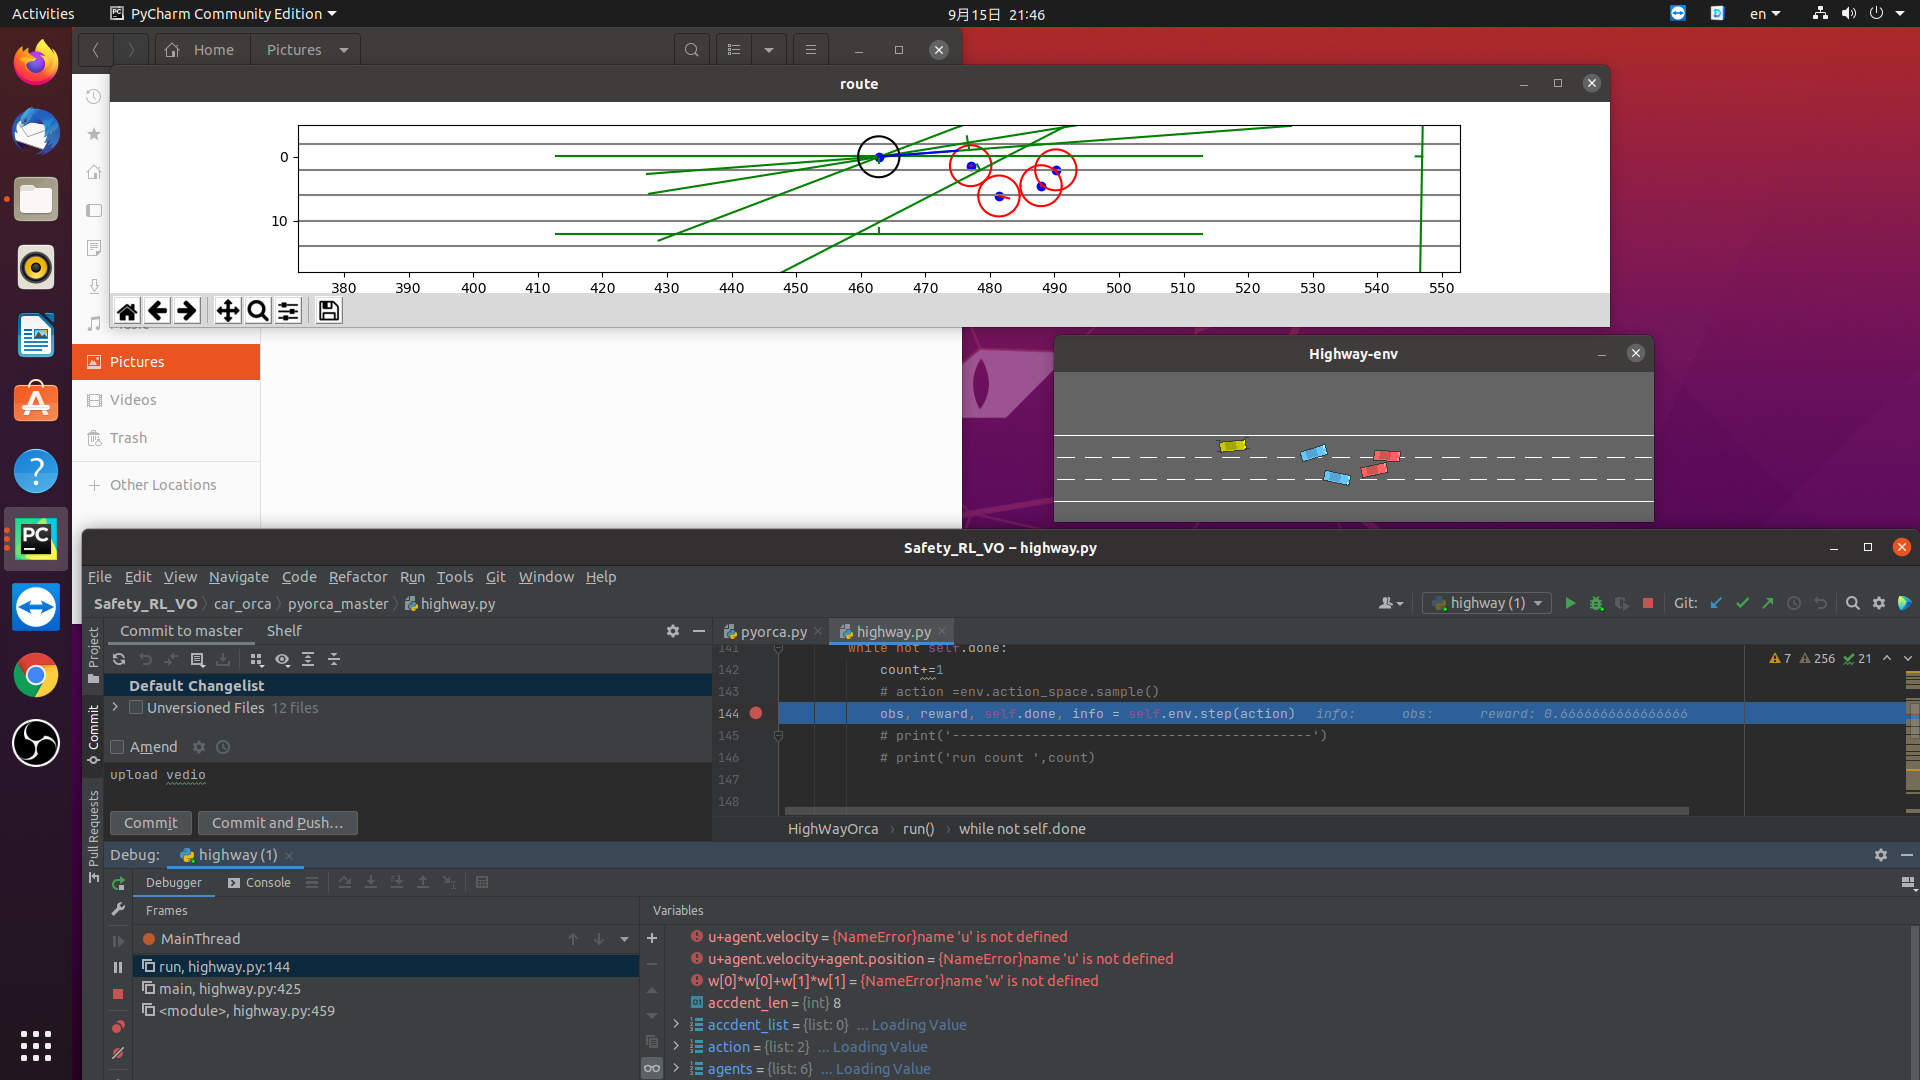 Activities
PyCharm Community Edition
9月15日 21:46
en
Home
Pictures
route
0
10
380 390 400 410 420 430 440 450 460 470 480 490 500 510 520 530 540 550
Pictures
Videos
Trash
Other Locations
Highway-env
Safety_RL_VO – highway.py
File Edit View Navigate Code Refactor Run Tools Git Window Help
Safety_RL_VO car_orca pyorca_master highway.py
highway (1)
Git:
Project
Commit
Pull Requests
Commit to master
Shelf
Default Changelist
Unversioned Files 12 files
Amend
upload vedio
Commit
Commit and Push...
pyorca.py
highway.py
7 256 21
141 while not self.done:
142 count+=1
143 # action =env.action_space.sample()
144 obs, reward, self.done, info = self.env.step(action) info: obs: reward: 0.6666666666666666
145 # print('----------------------------------------------')
146 # print('run count ',count)
147
148
HighWayOrca › run() › while not self.done
Debug: highway (1)
Debugger
Console
Frames
MainThread
run, highway.py:144
main, highway.py:425
<module>, highway.py:459
Variables
u+agent.velocity = {NameError}name 'u' is not defined
u+agent.velocity+agent.position = {NameError}name 'u' is not defined
w[0]*w[0]+w[1]*w[1] = {NameError}name 'w' is not defined
accdent_len = {int} 8
accdent_list = {list: 0} ... Loading Value
action = {list: 2} ... Loading Value
agents = {list: 6} ... Loading Value